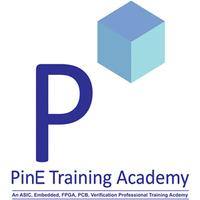 P
PinE Training Academy
An ASIC, Embedded, FPGA, PCB, Verification Professional Training Academy